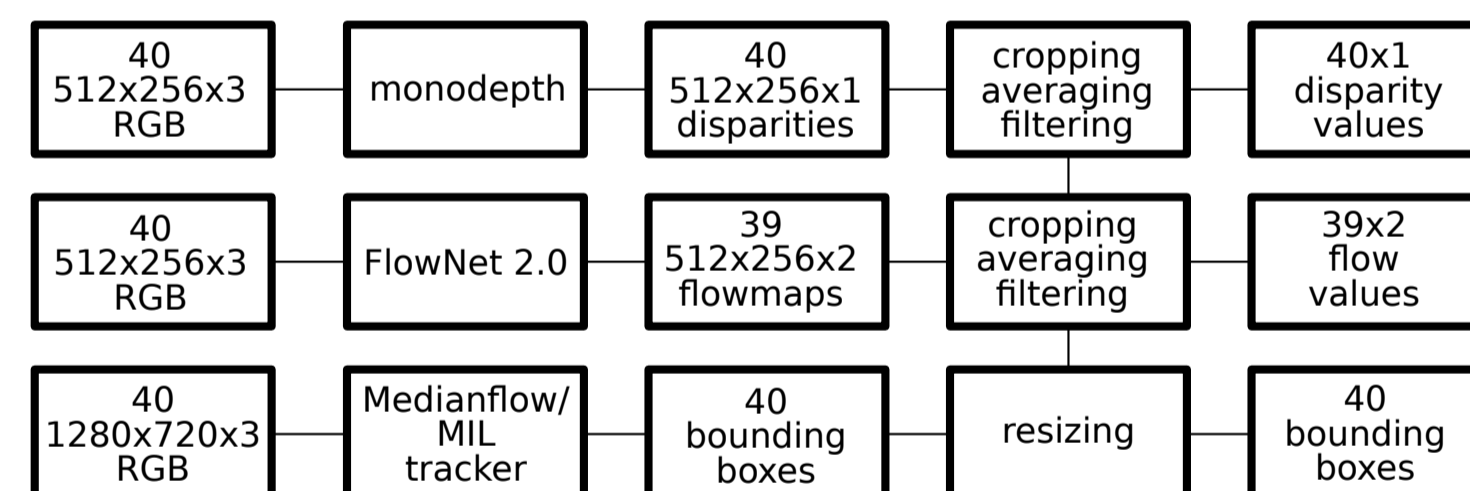 40
512x256x3
RGB
monodepth
40
512x256x1
disparities
cropping
averaging
filtering
40x1
disparity
values
40
512x256x3
RGB
FlowNet 2.0
39
512x256x2
flowmaps
cropping
averaging
filtering
39x2
flow
values
40
1280x720x3
RGB
Medianflow/
MIL
tracker
40
bounding
boxes
resizing
40
bounding
boxes